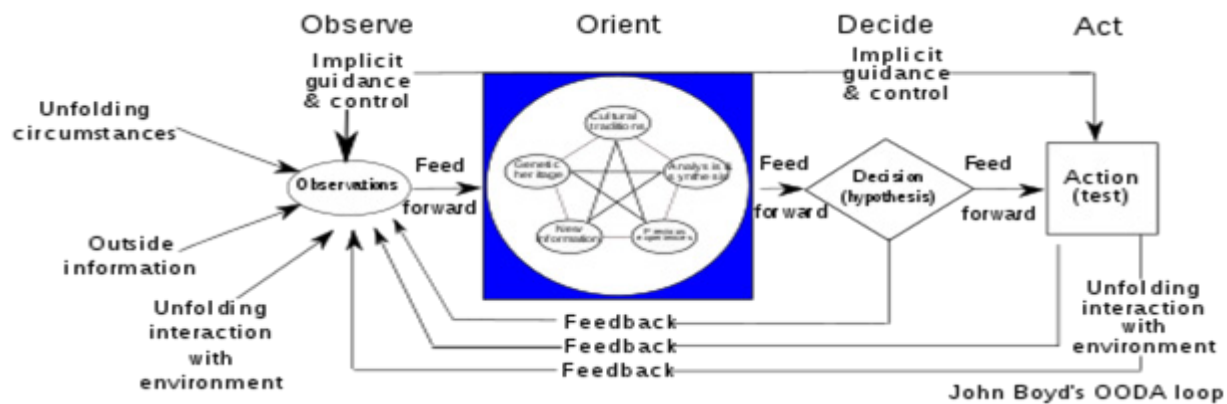 Observe
Orient
Decide
Act
Implicit
guidance
& control
Implicit
guidance
& control
Unfolding
circumstances
Observations
Feed
forward
Cultural
traditions
Genetic
heritage
Analysis &
synthesis
New
information
Previous
experiences
Feed
forward
Decision
(hypothesis)
Feed
forward
Action
(test)
Outside
information
Unfolding
interaction
with
environment
Unfolding
interaction
with
environment
Feedback
Feedback
Feedback
John Boyd's OODA loop